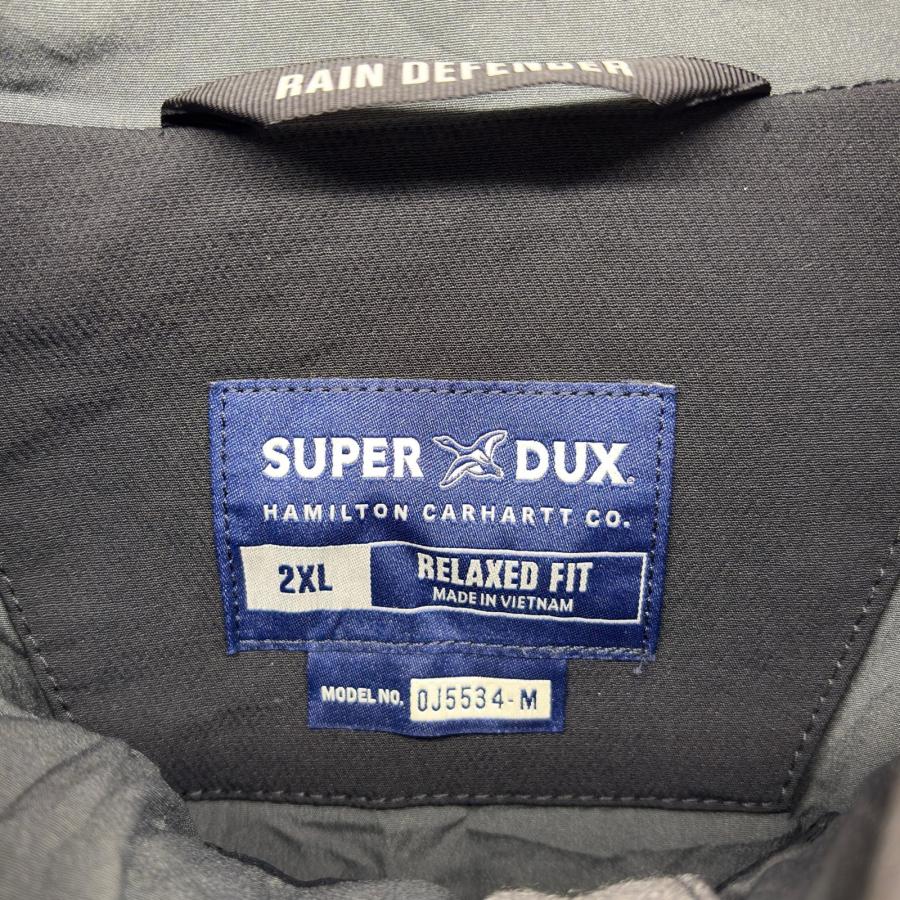 RAIN DEFENDER
SUPER DUX
HAMILTON CARHARTT CO.
2XL
RELAXED FIT
MADE IN VIETNAM
MODEL NO. OJ5534-M